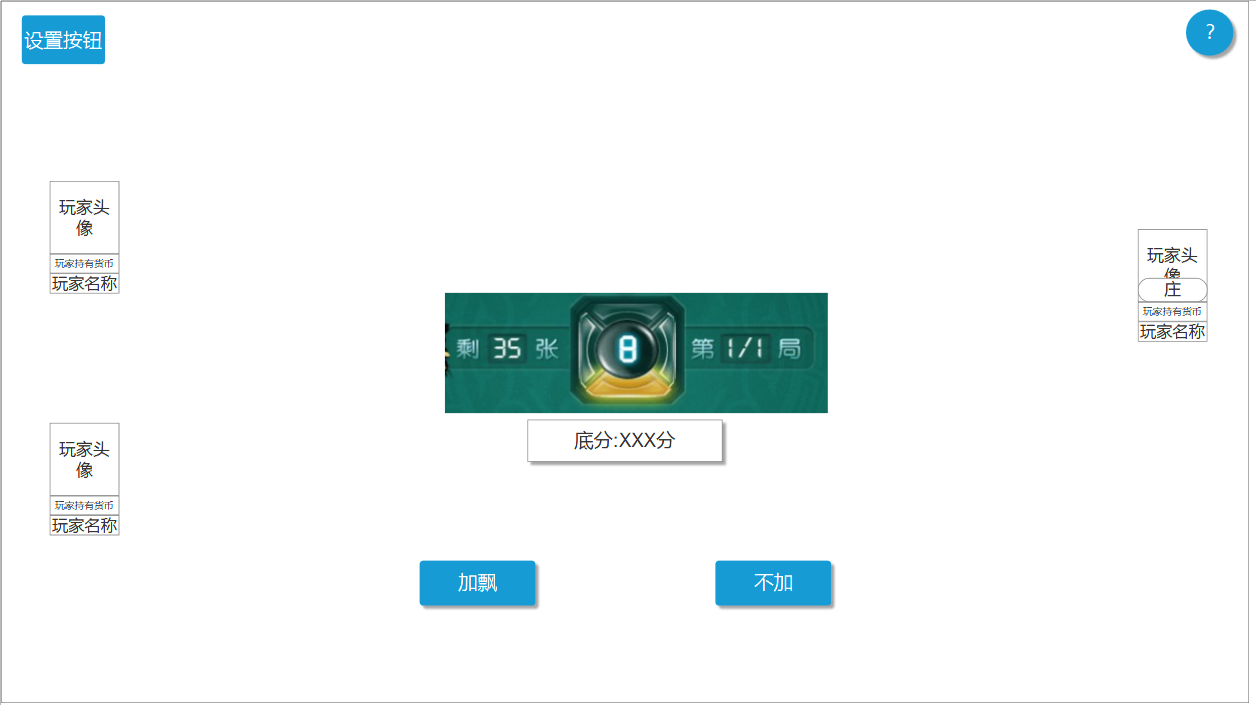 设置按钮
?
玩家头
像
玩家持有货币
玩家名称
玩家头
像
庄
玩家持有货币
玩家名称
剩 35 张 8 第 1/1 局
底分:XXX分
玩家头
像
玩家持有货币
玩家名称
加飘
不加